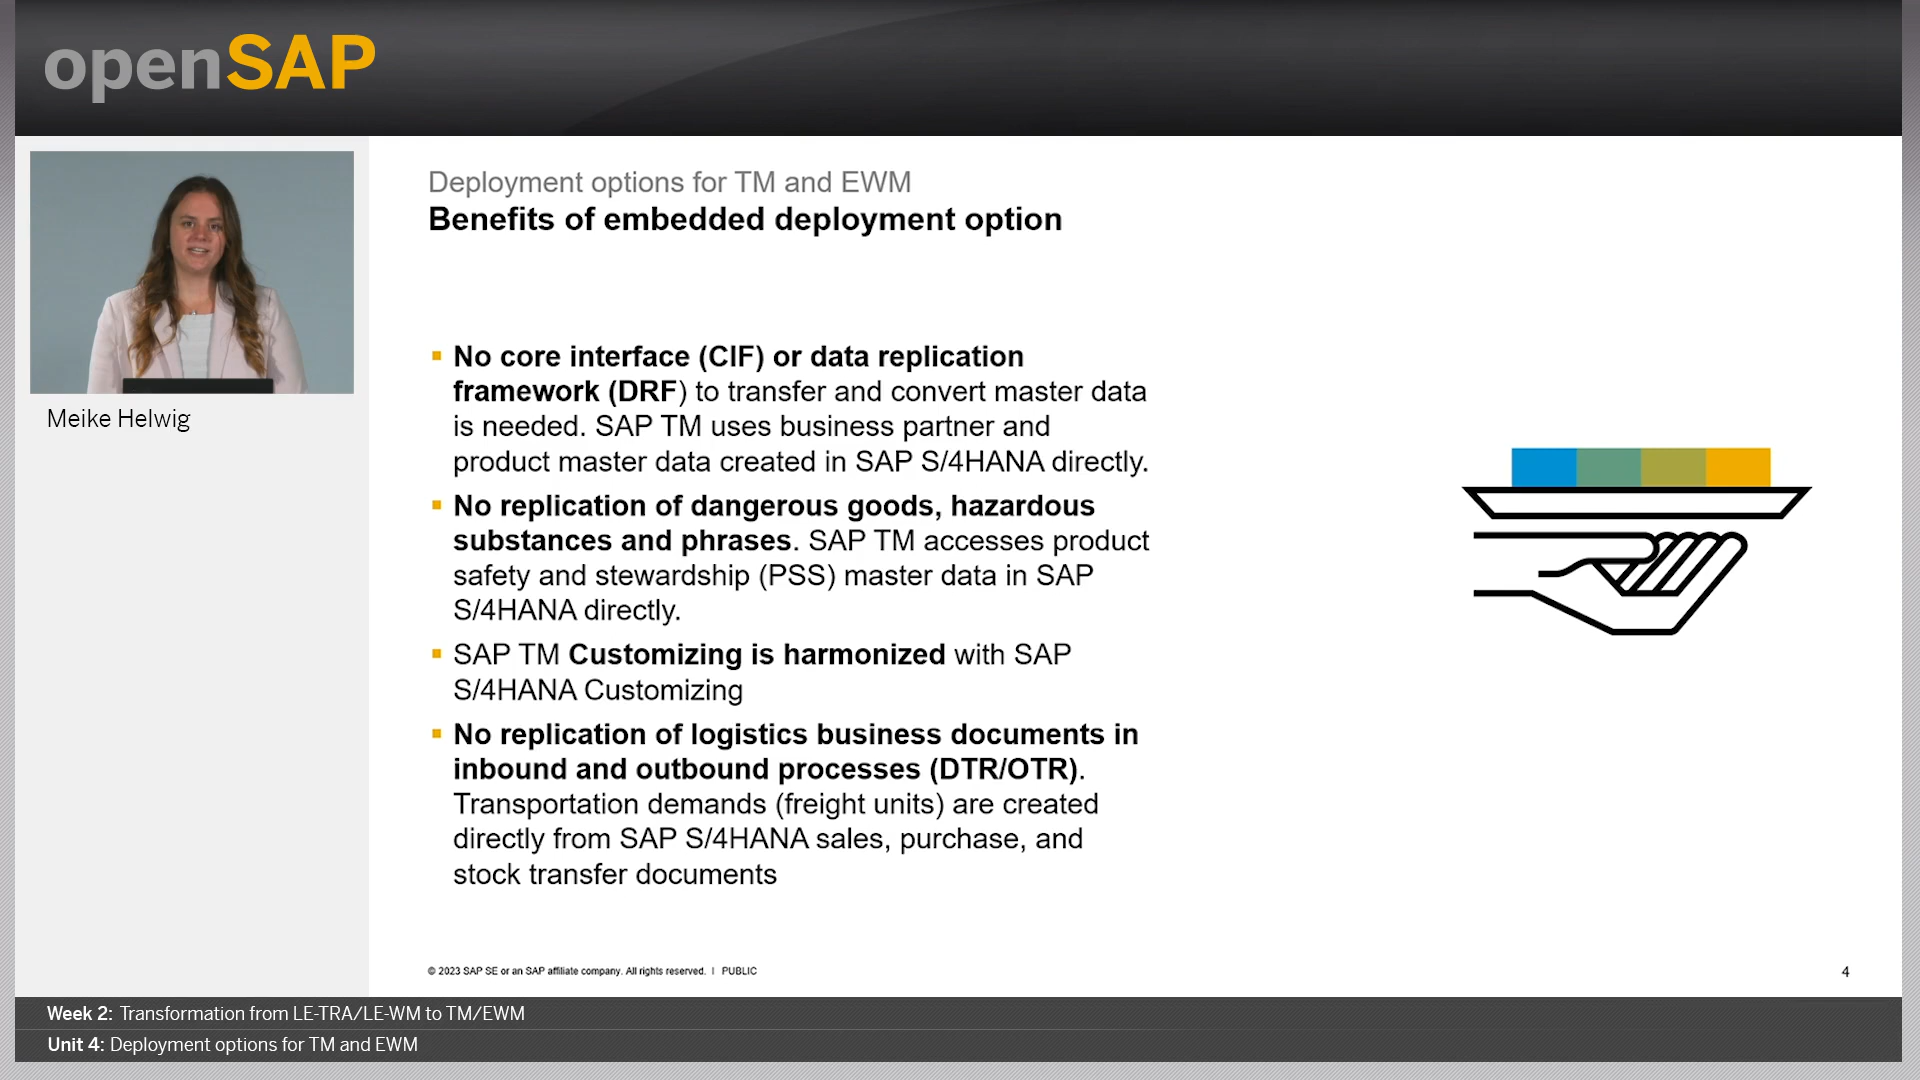 openSAP
Meike Helwig
Deployment options for TM and EWM
Benefits of embedded deployment option
No core interface (CIF) or data replication
framework (DRF) to transfer and convert master data
is needed. SAP TM uses business partner and
product master data created in SAP S/4HANA directly.
No replication of dangerous goods, hazardous
substances and phrases. SAP TM accesses product
safety and stewardship (PSS) master data in SAP
S/4HANA directly.
SAP TM Customizing is harmonized with SAP
S/4HANA Customizing
No replication of logistics business documents in
inbound and outbound processes (DTR/OTR).
Transportation demands (freight units) are created
directly from SAP S/4HANA sales, purchase, and
stock transfer documents
© 2023 SAP SE or an SAP affiliate company. All rights reserved. | PUBLIC
4
Week 2: Transformation from LE-TRA/LE-WM to TM/EWM
Unit 4: Deployment options for TM and EWM